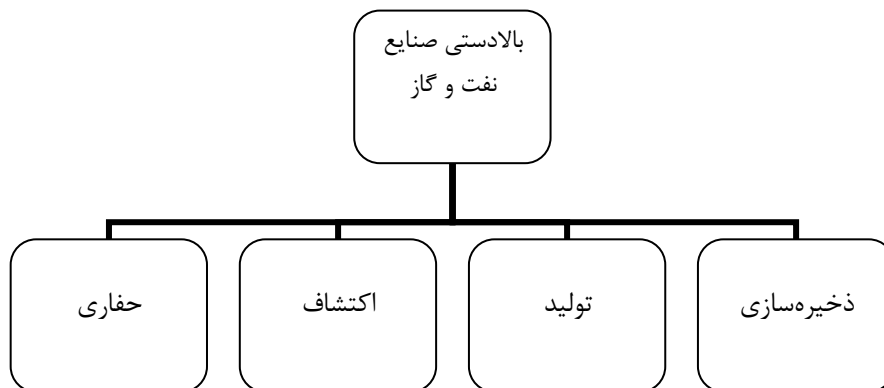 بالادستی صنایع
نفت و گاز
ذخیره‌سازی
تولید
اکتشاف
حفاری